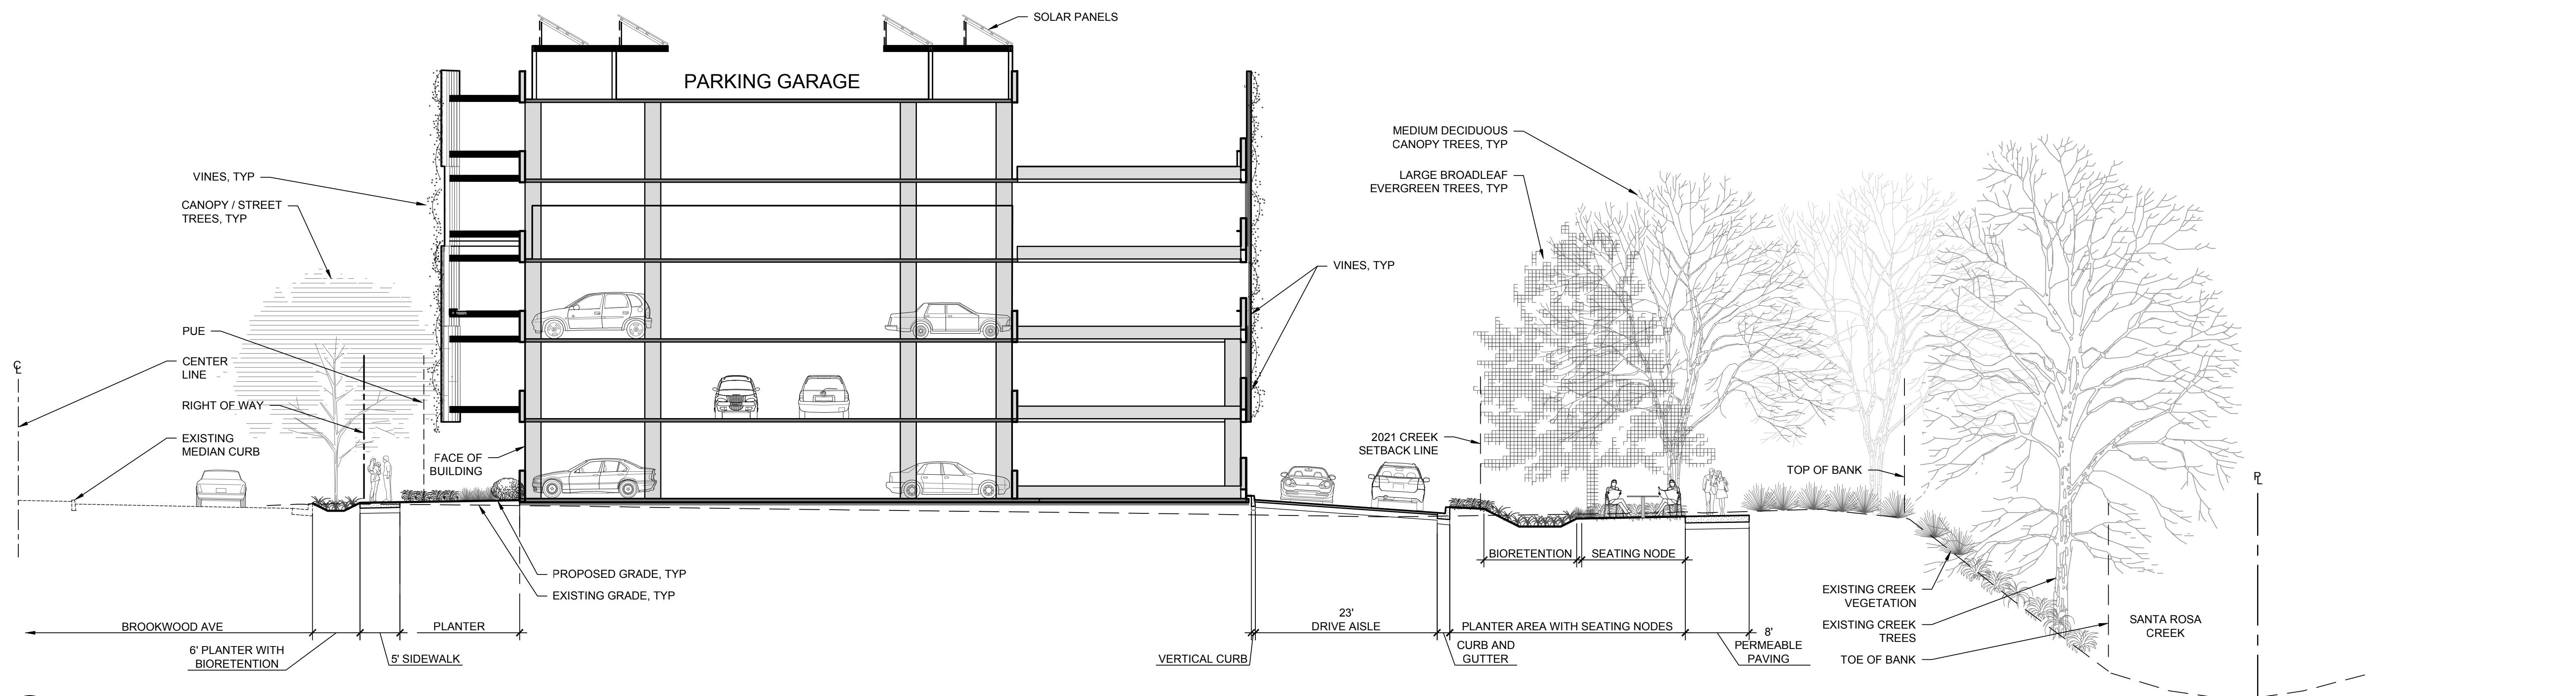 SOLAR PANELS
PARKING GARAGE
VINES, TYP
CANOPY / STREET
TREES, TYP
PUE
CENTER
LINE
RIGHT OF WAY
EXISTING
MEDIAN CURB
FACE OF
BUILDING
MEDIUM DECIDUOUS
CANOPY TREES, TYP
LARGE BROADLEAF
EVERGREEN TREES, TYP
VINES, TYP
2021 CREEK
SETBACK LINE
TOP OF BANK
CL
PL
PROPOSED GRADE, TYP
EXISTING GRADE, TYP
BIORETENTION
SEATING NODE
EXISTING CREEK
VEGETATION
EXISTING CREEK
TREES
TOE OF BANK
SANTA ROSA
CREEK
BROOKWOOD AVE
6' PLANTER WITH
BIORETENTION
5' SIDEWALK
PLANTER
VERTICAL CURB
23'
DRIVE AISLE
CURB AND
GUTTER
PLANTER AREA WITH SEATING NODES
8'
PERMEABLE
PAVING